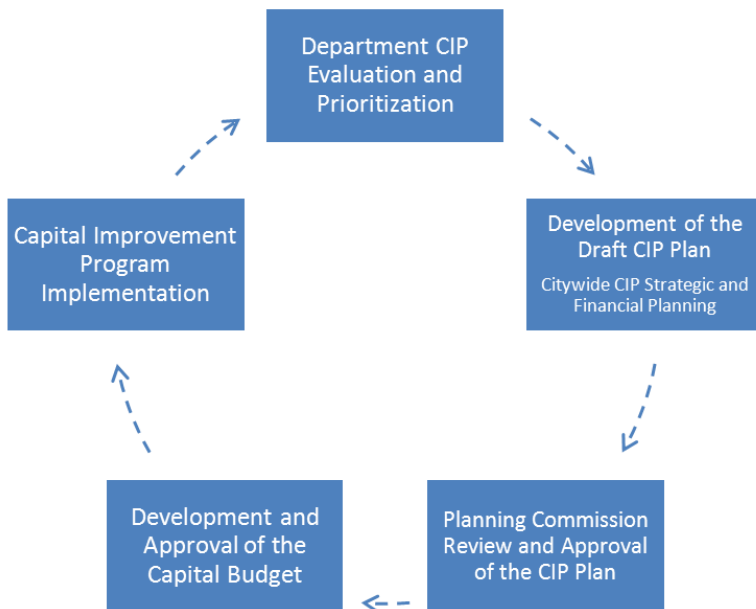 Department CIP
Evaluation and
Prioritization
Development of the
Draft CIP Plan
Citywide CIP Strategic and
Financial Planning
Planning Commission
Review and Approval
of the CIP Plan
Development and
Approval of the
Capital Budget
Capital Improvement
Program
Implementation